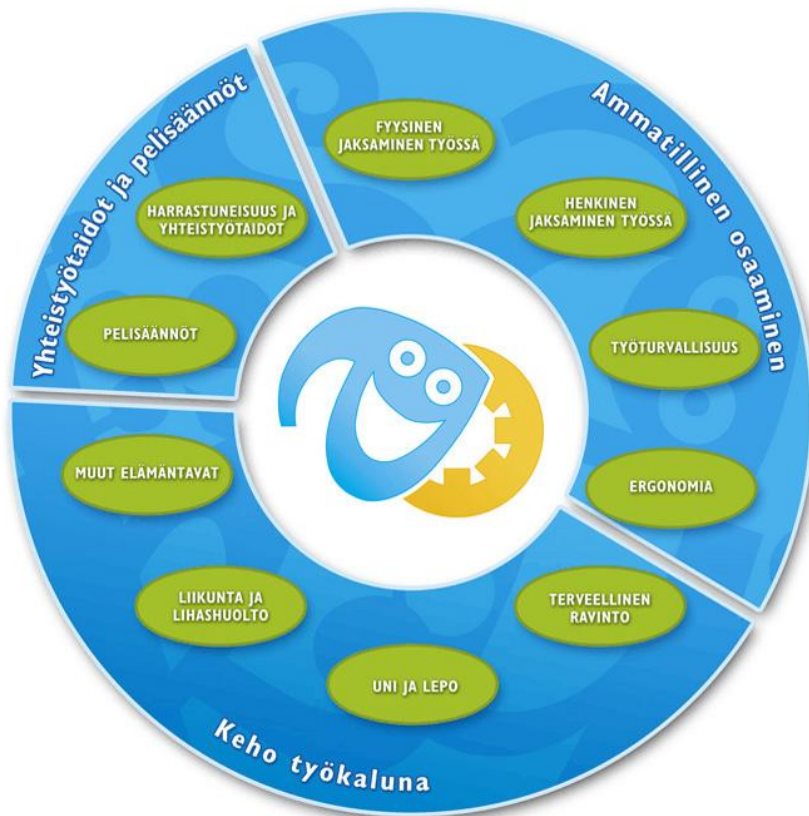 Yhteistyötaidot ja pelisäännöt
HARRASTUNEISUUS JA
YHTEISTYÖTAIDOT
PELISÄÄNNÖT
Ammatillinen osaaminen
FYYSINEN
JAKSAMINEN TYÖSSÄ
HENKINEN
JAKSAMINEN TYÖSSÄ
TYÖTURVALLISUUS
ERGONOMIA
Keho työkaluna
TERVEELLINEN
RAVINTO
UNI JA LEPO
LIIKUNTA JA
LIHASHUOLTO
MUUT ELÄMÄNTAVAT